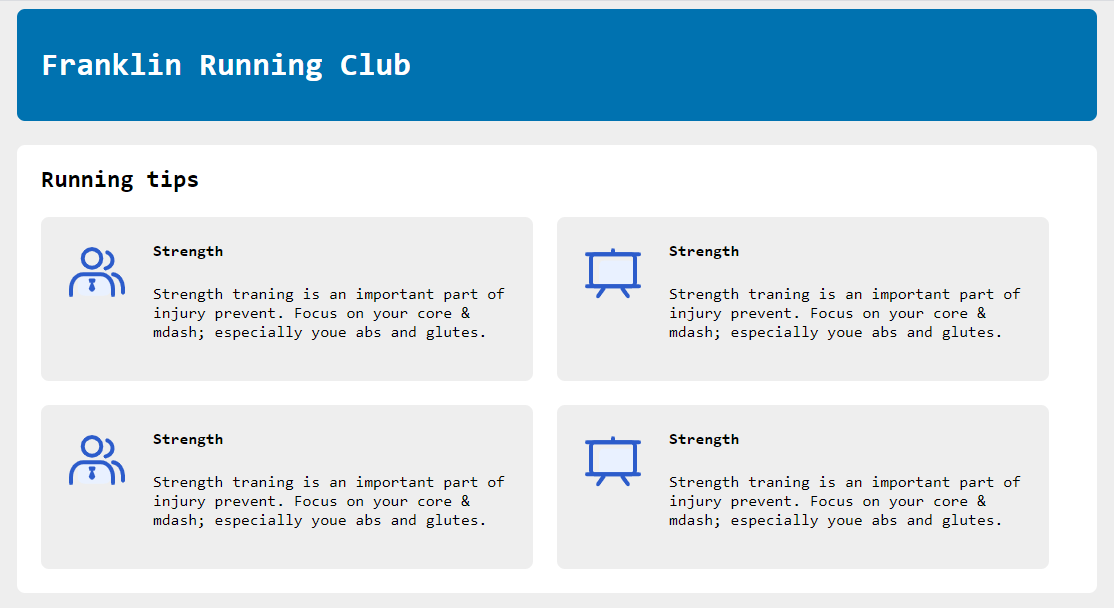 Franklin Running Club
Running tips
Strength
Strength traning is an important part of
injury prevent. Focus on your core &
mdash; especially youe abs and glutes.
Strength
Strength traning is an important part of
injury prevent. Focus on your core &
mdash; especially youe abs and glutes.
Strength
Strength traning is an important part of
injury prevent. Focus on your core &
mdash; especially youe abs and glutes.
Strength
Strength traning is an important part of
injury prevent. Focus on your core &
mdash; especially youe abs and glutes.